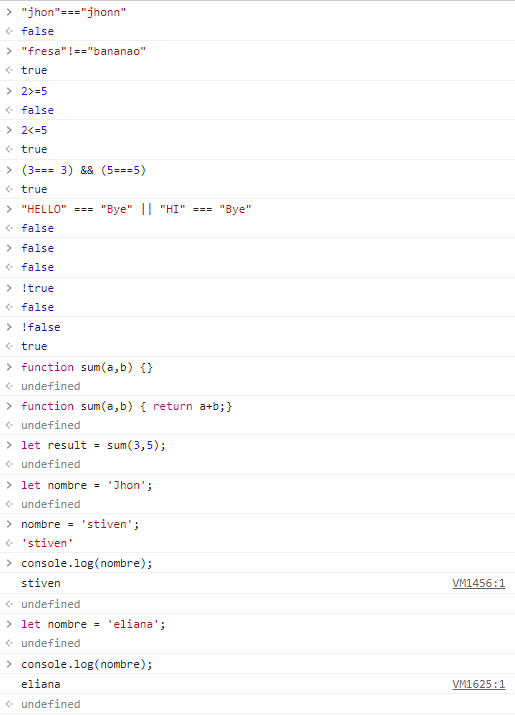 > "jhon"==="jhonn"
< false
> "fresa"!=="bananao"
< true
> 2>=5
< false
> 2<=5
< true
> (3=== 3) && (5===5)
< true
> "HELLO" === "Bye" || "HI" === "Bye"
< false
> false
< false
> !true
< false
> !false
< true
> function sum(a,b) {}
< undefined
> function sum(a,b) { return a+b;}
< undefined
> let result = sum(3,5);
< undefined
> let nombre = 'Jhon';
< undefined
> nombre = 'stiven';
< 'stiven'
> console.log(nombre);
stiven VM1456:1
< undefined
> let nombre = 'eliana';
< undefined
> console.log(nombre);
eliana VM1625:1
< undefined